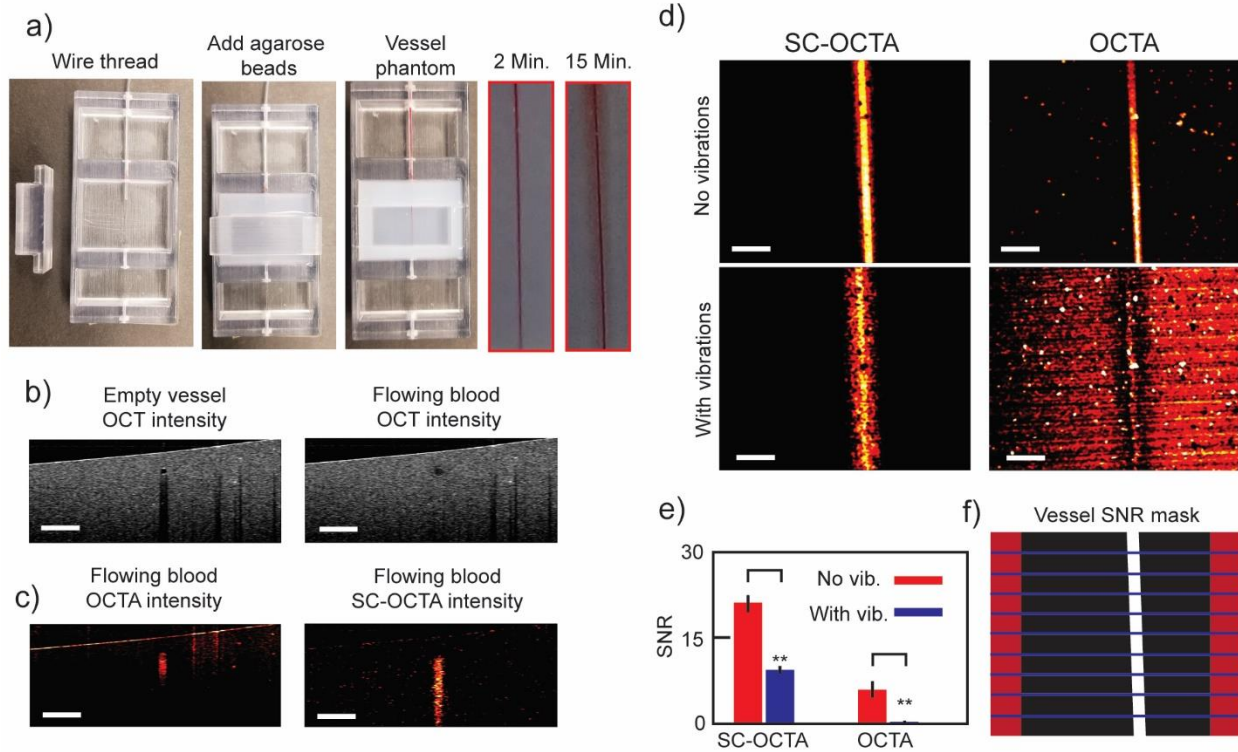 a)
Wire thread
Add agarose
beads
Vessel
phantom
2 Min.
15 Min.
b)
Empty vessel
OCT intensity
Flowing blood
OCT intensity
c)
Flowing blood
OCTA intensity
Flowing blood
SC-OCTA intensity
d)
SC-OCTA
OCTA
No vibrations
With vibrations
e)
30
15
0
SNR
No vib.
With vib.
**
**
SC-OCTA
OCTA
f)
Vessel SNR mask